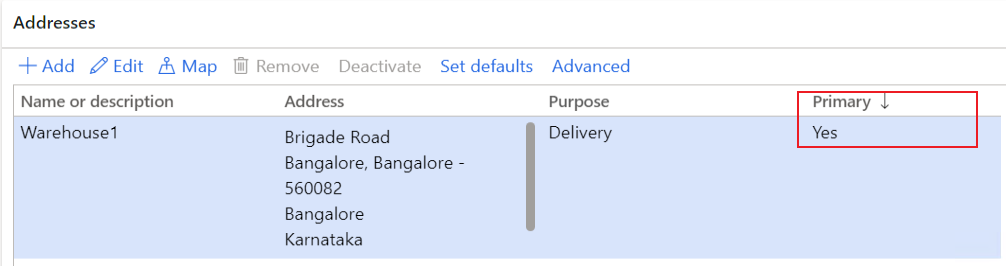 Addresses
+ Add Edit Map Remove Deactivate Set defaults Advanced
Name or description Address Purpose Primary ↓
Warehouse1 Brigade Road Delivery Yes
Bangalore, Bangalore -
560082
Bangalore
Karnataka